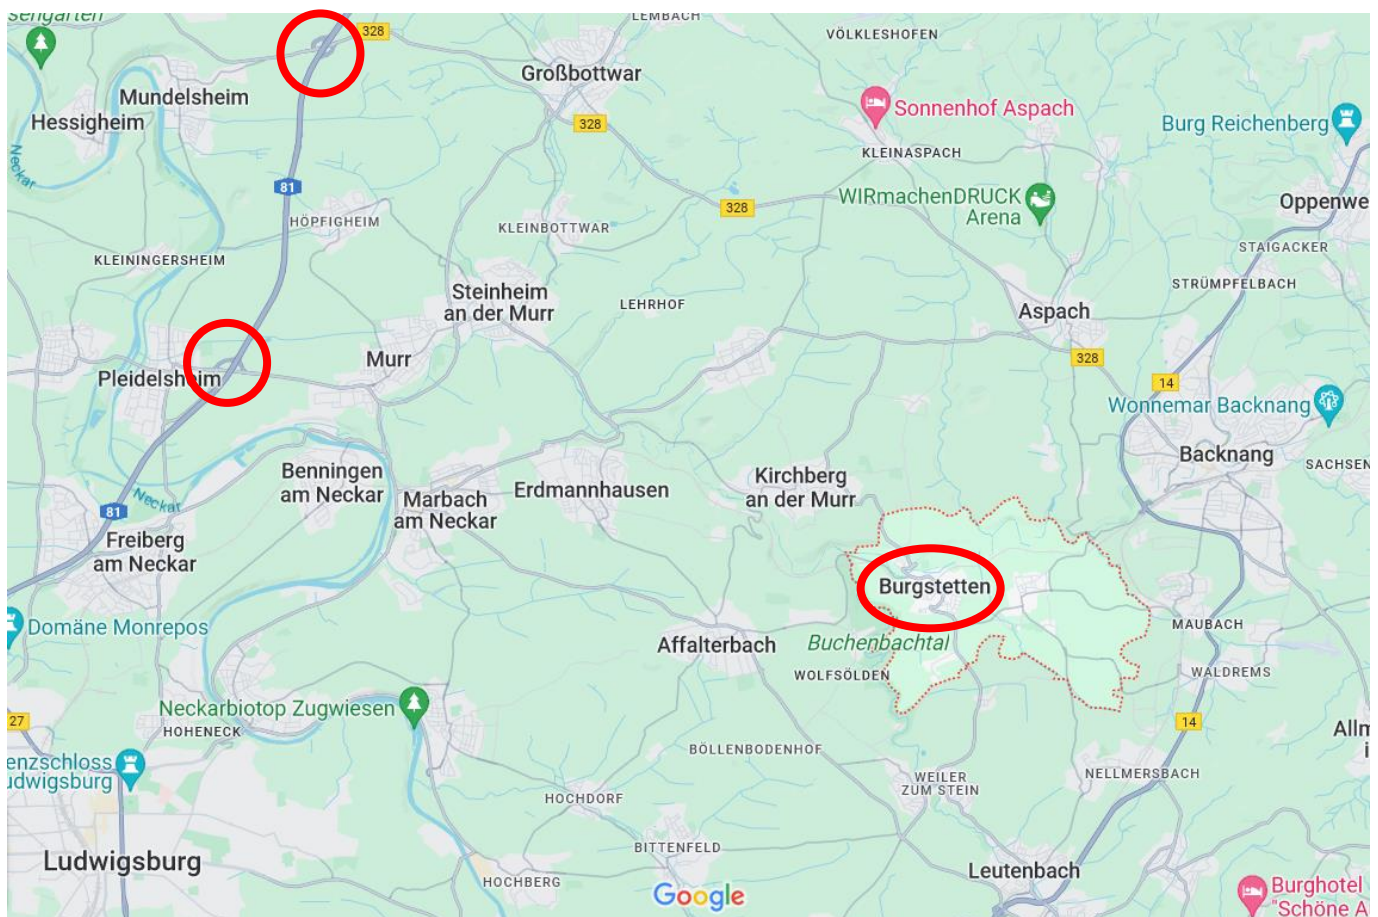 sengarten
LEMBACH
328
VÖLKLESHOFEN
Großbottwar
Mundelsheim
Hessigheim
Sonnenhof Aspach
328
Burg Reichenberg
KLEINASPACH
Neckar
81
WIRmachenDRUCK
Arena
328
Oppenwe
HÖPFIGHEIM
KLEINBOTTWAR
STAIGACKER
KLEININGERSHEIM
STRÜMPFELBACH
Steinheim
an der Murr
LEHRHOF
Aspach
Murr
328
Pleidelsheim
14
Wonnemar Backnang
Backnang
SACHSEN
Benningen
am Neckar
Marbach
am Neckar
Erdmannhausen
Kirchberg
an der Murr
Neckar
81
Freiberg
am Neckar
Burgstetten
Domäne Monrepos
MAUBACH
Affalterbach
Buchenbachtal
WOLFSÖLDEN
WALDREMS
Neckarbiotop Zugwiesen
27
HOHENECK
14
Allm
i
BÖLLENBODENHOF
enzschloss
udwigsburg
WEILER
ZUM STEIN
NELLMERSBACH
HOCHDORF
BITTENFELD
Ludwigsburg
Leutenbach
HOCHBERG
Google
Burghotel
"Schöne A